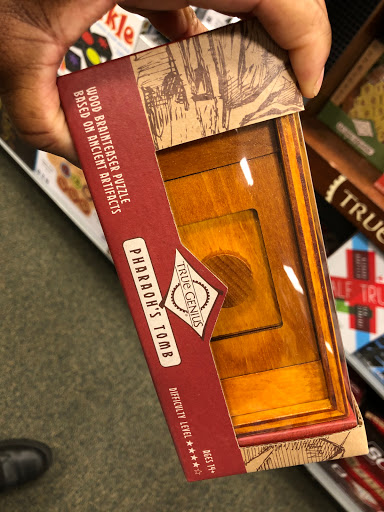 WOOD BRAINTEASER PUZZLE
BASED ON ANCIENT ARTIFACTS
TRUE GENIUS
PHARAOH'S TOMB
DIFFICULTY LEVEL ★★★★☆
AGES 14+
TRUE